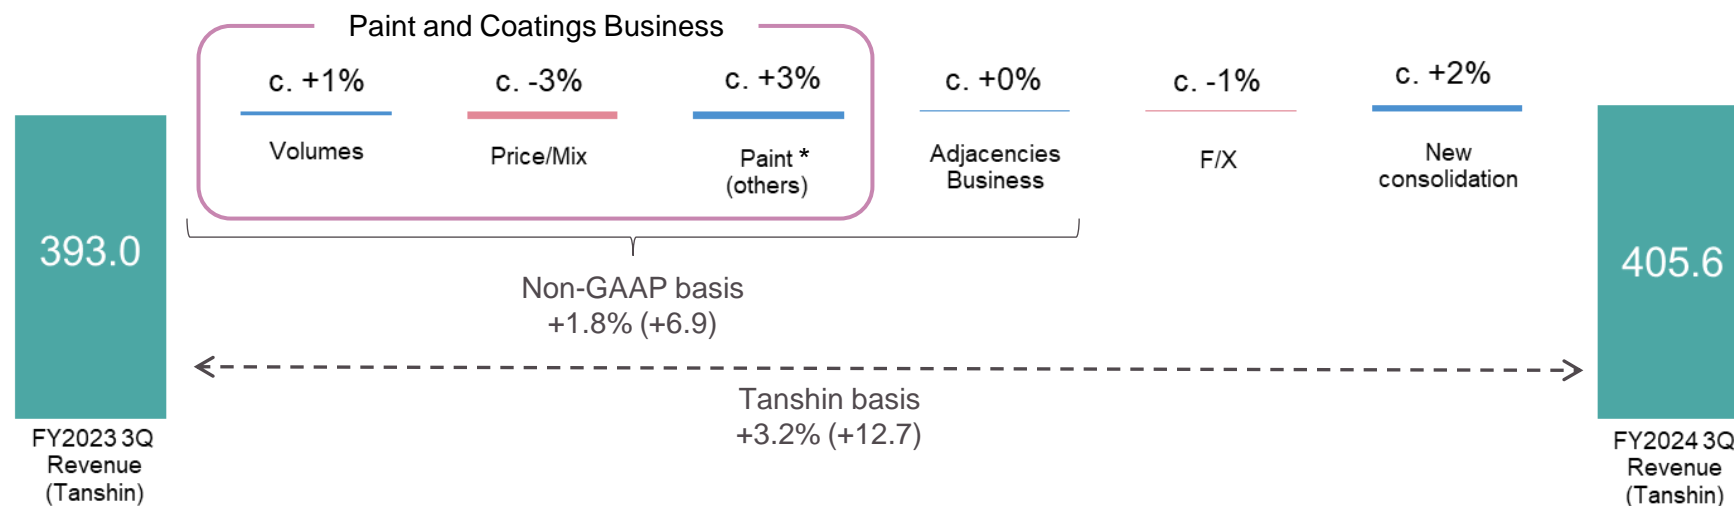 Paint and Coatings Business
c. +1%
Volumes
c. -3%
Price/Mix
c. +3%
Paint *
(others)
c. +0%
Adjacencies
Business
c. -1%
F/X
c. +2%
New
consolidation
393.0
FY2023 3Q
Revenue
(Tanshin)
Non-GAAP basis
+1.8% (+6.9)
Tanshin basis
+3.2% (+12.7)
405.6
FY2024 3Q
Revenue
(Tanshin)